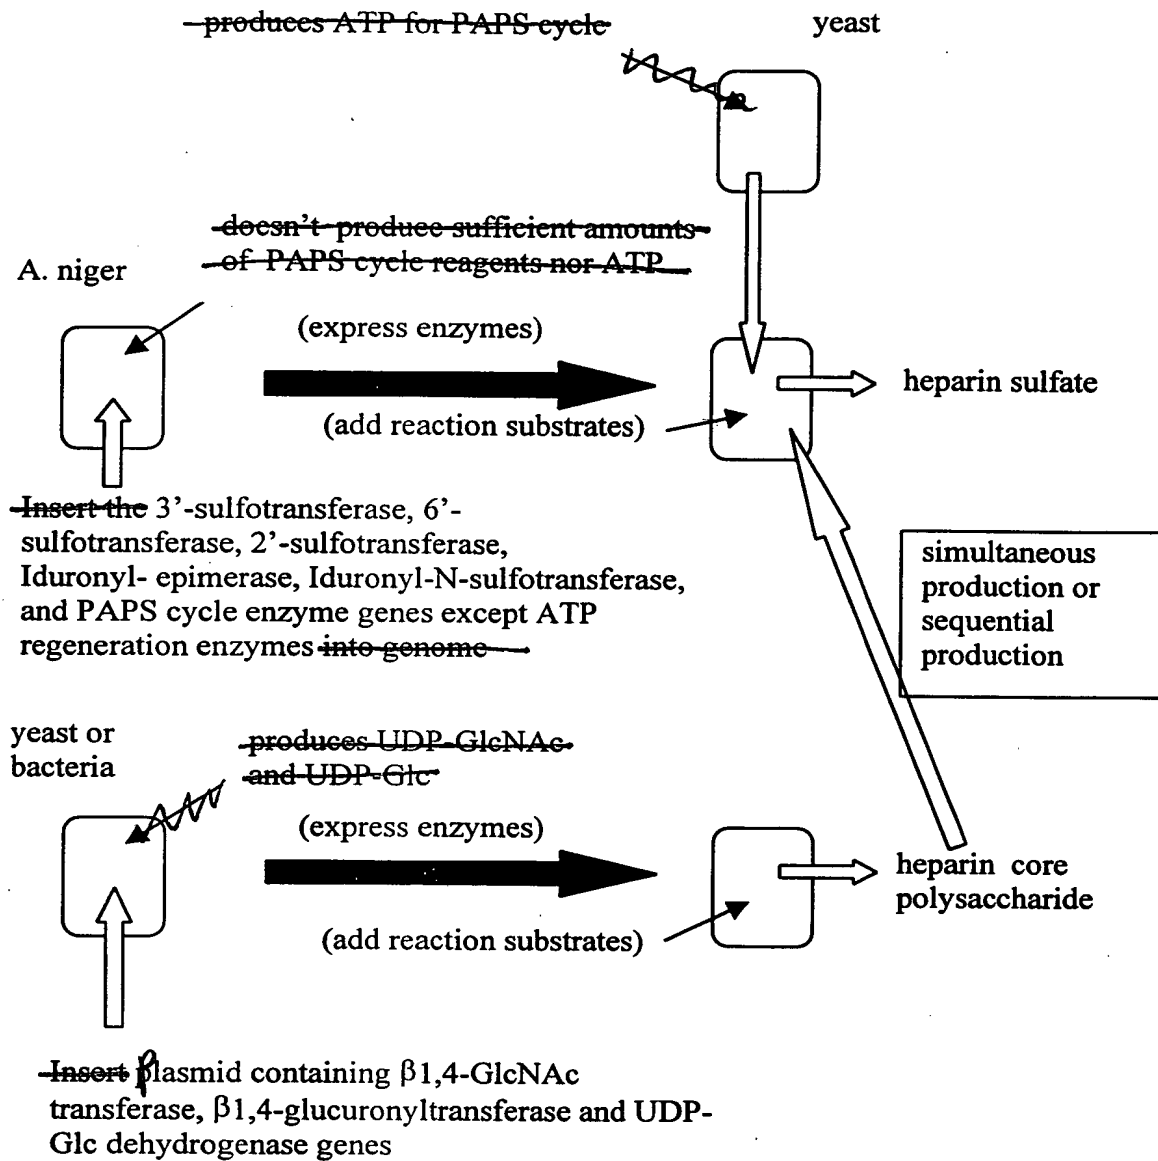 produces ATP for PAPS cycle
yeast
doesn't produce sufficient amounts
of PAPS cycle reagents nor ATP
A. niger
(express enzymes)
(add reaction substrates)
heparin sulfate
Insert the 3'-sulfotransferase, 6'-
sulfotransferase, 2'-sulfotransferase,
Iduronyl- epimerase, Iduronyl-N-sulfotransferase,
and PAPS cycle enzyme genes except ATP
regeneration enzymes into genome
simultaneous
production or
sequential
production
yeast or
bacteria
produces UDP-GlcNAc
and UDP-Glc
(express enzymes)
(add reaction substrates)
heparin core
polysaccharide
Insert plasmid containing β1,4-GlcNAc
transferase, β1,4-glucuronyltransferase and UDP-
Glc dehydrogenase genes